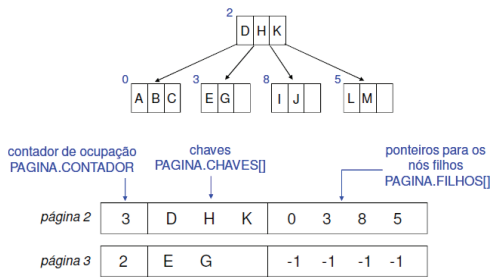 2
D H K
0 3 8 5
A B C E G I J L M
contador de ocupação
PAGINA.CONTADOR
chaves
PAGINA.CHAVES[]
ponteiros para os
nós filhos
PAGINA.FILHOS[]
página 2 3 D H K 0 3 8 5
página 3 2 E G -1 -1 -1 -1